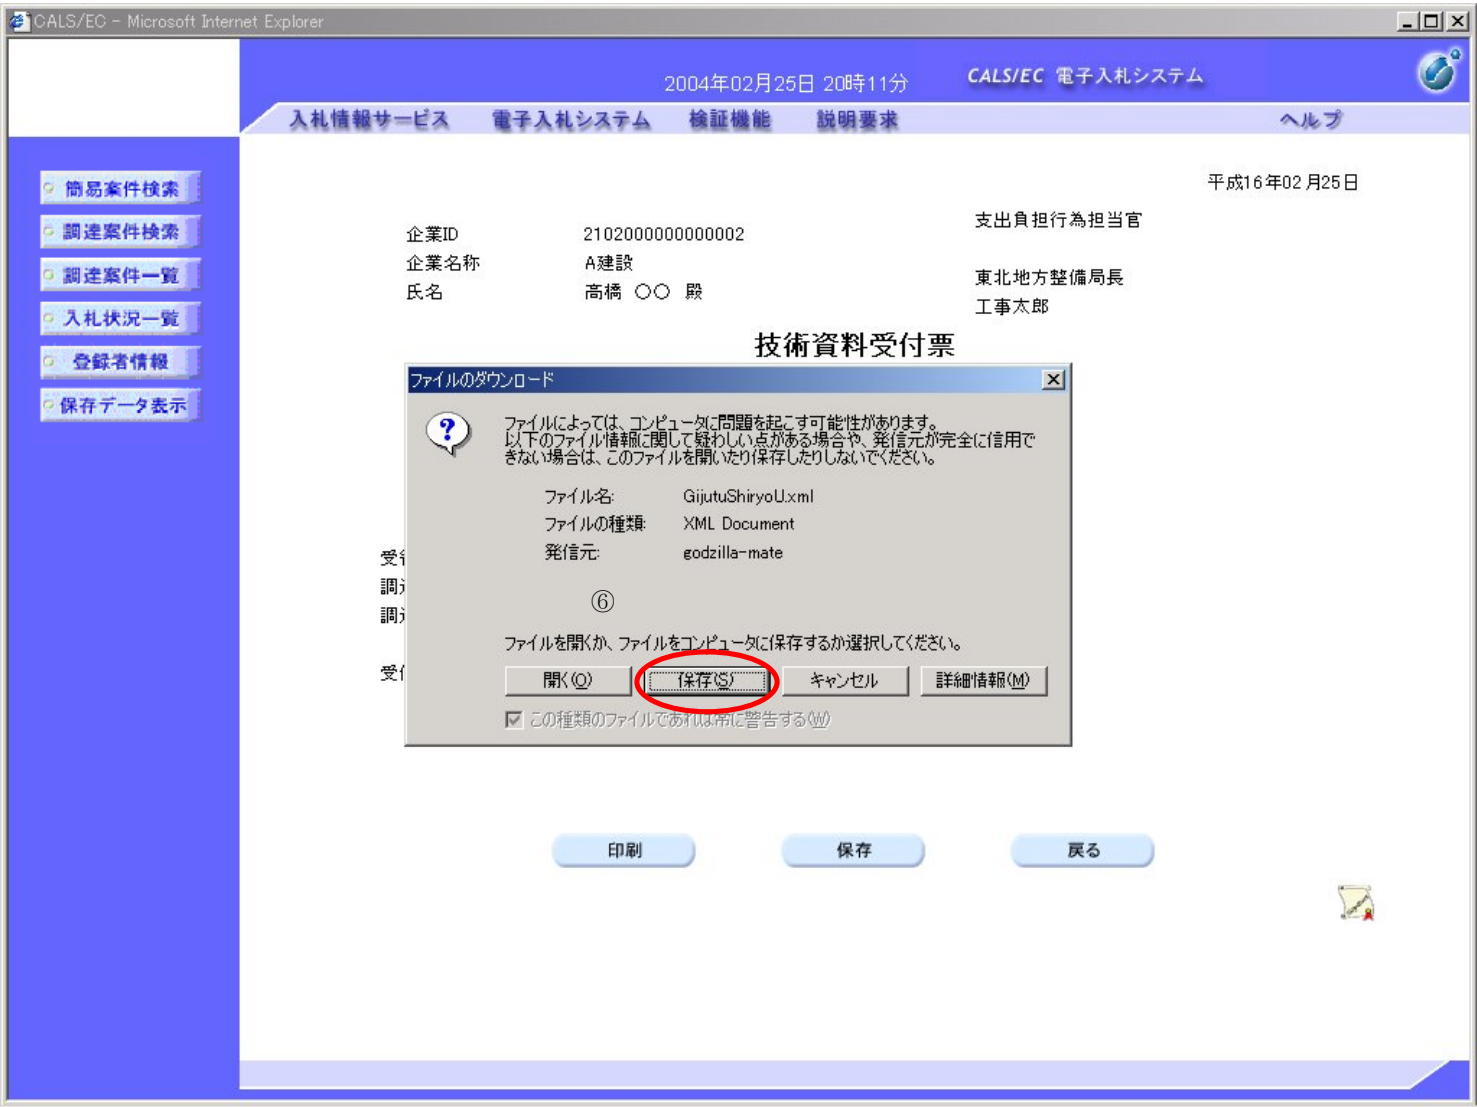 CALS/EC - Microsoft Internet Explorer
2004年02月25日 20時11分
CALS/EC 電子入札システム
入札情報サービス 電子入札システム 検証機能 説明要求 ヘルプ
簡易案件検索
調達案件検索
調達案件一覧
入札状況一覧
登録者情報
保存データ表示
平成16年02月25日
支出負担行為担当官
企業ID 2102000000000002
企業名称 A建設
氏名 高橋 〇〇 殿
東北地方整備局長
工事太郎
技術資料受付票
ファイルのダウンロード
ファイルによっては、コンピュータに問題を起こす可能性があります。
以下のファイル情報に関して疑わしい点がある場合や、発信元が完全に信用で
きない場合は、このファイルを開いたり保存したりしないでください。
ファイル名: GijutuShiryoU.xml
ファイルの種類: XML Document
発信元: godzilla-mate
⑥
ファイルを開くか、ファイルをコンピュータに保存するか選択してください。
開く(O) 保存(S) キャンセル 詳細情報(M)
この種類のファイルであれば常に警告する(W)
受
調
調
受
印刷 保存 戻る